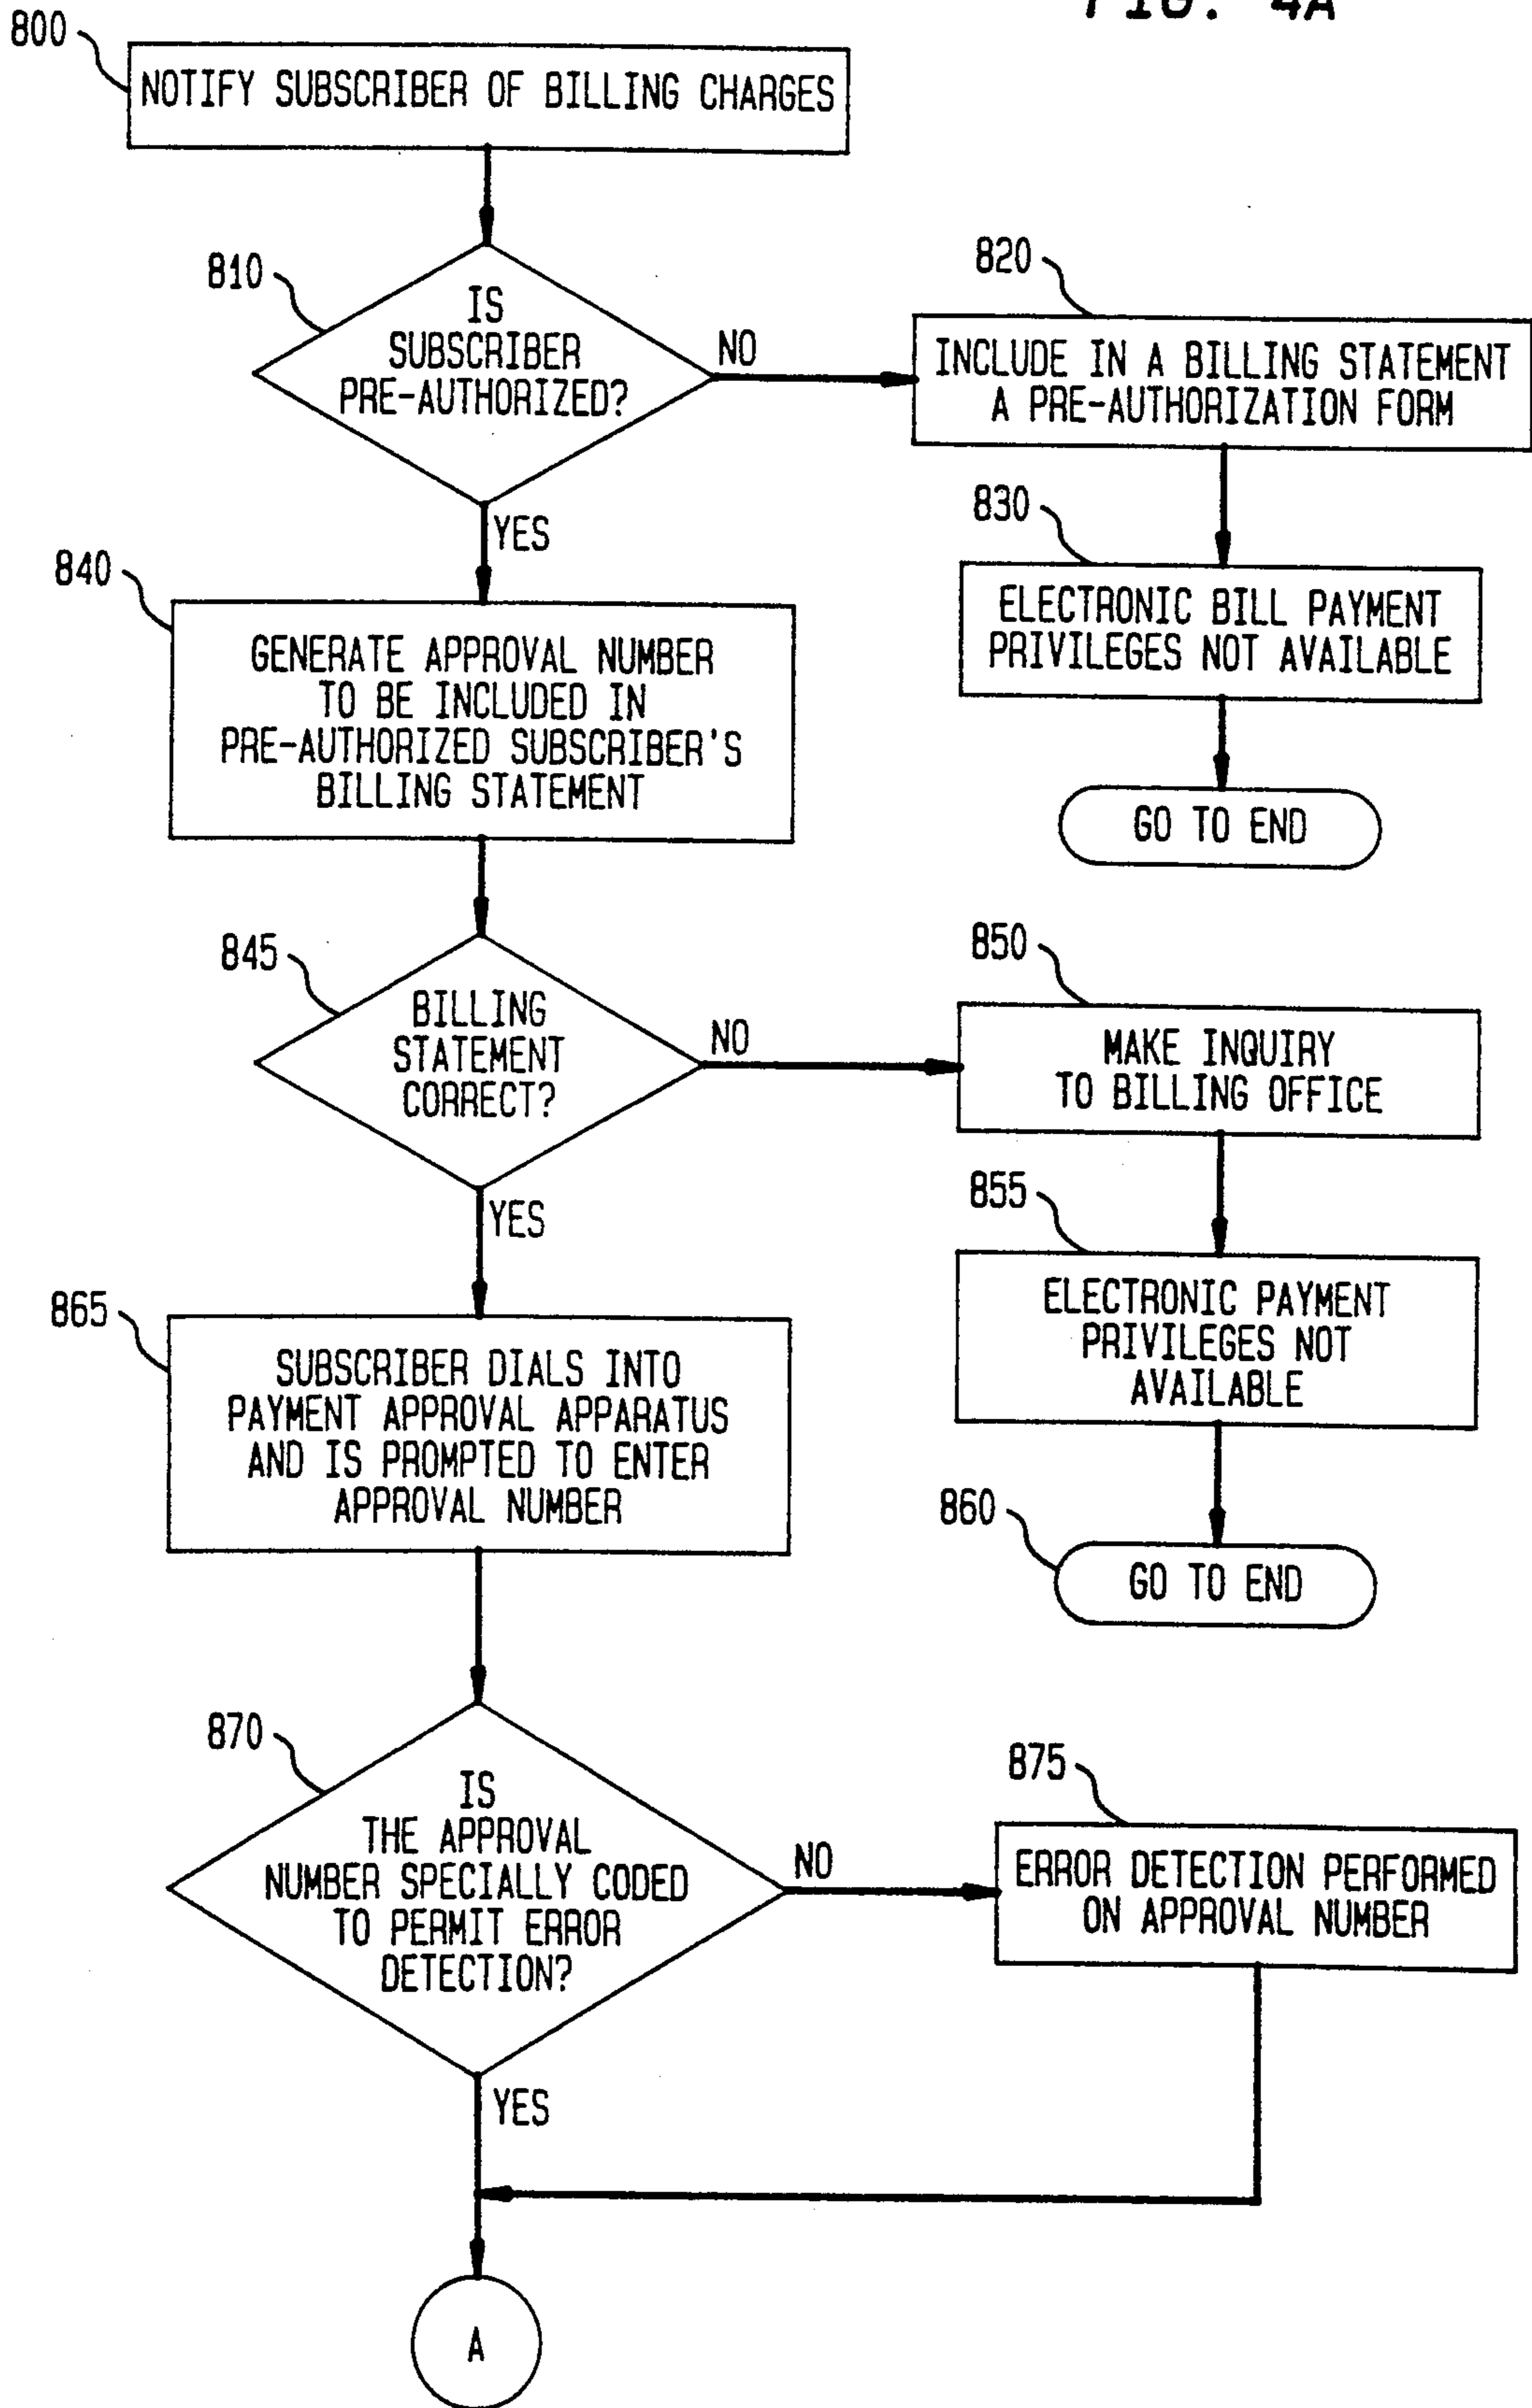 FIG. 4A
800
NOTIFY SUBSCRIBER OF BILLING CHARGES
810
IS
SUBSCRIBER
PRE-AUTHORIZED?
NO
820
INCLUDE IN A BILLING STATEMENT
A PRE-AUTHORIZATION FORM
830
ELECTRONIC BILL PAYMENT
PRIVILEGES NOT AVAILABLE
GO TO END
YES
840
GENERATE APPROVAL NUMBER
TO BE INCLUDED IN
PRE-AUTHORIZED SUBSCRIBER'S
BILLING STATEMENT
845
BILLING
STATEMENT
CORRECT?
NO
850
MAKE INQUIRY
TO BILLING OFFICE
855
ELECTRONIC PAYMENT
PRIVILEGES NOT
AVAILABLE
860
GO TO END
YES
865
SUBSCRIBER DIALS INTO
PAYMENT APPROVAL APPARATUS
AND IS PROMPTED TO ENTER
APPROVAL NUMBER
870
IS
THE APPROVAL
NUMBER SPECIALLY CODED
TO PERMIT ERROR
DETECTION?
NO
875
ERROR DETECTION PERFORMED
ON APPROVAL NUMBER
YES
A